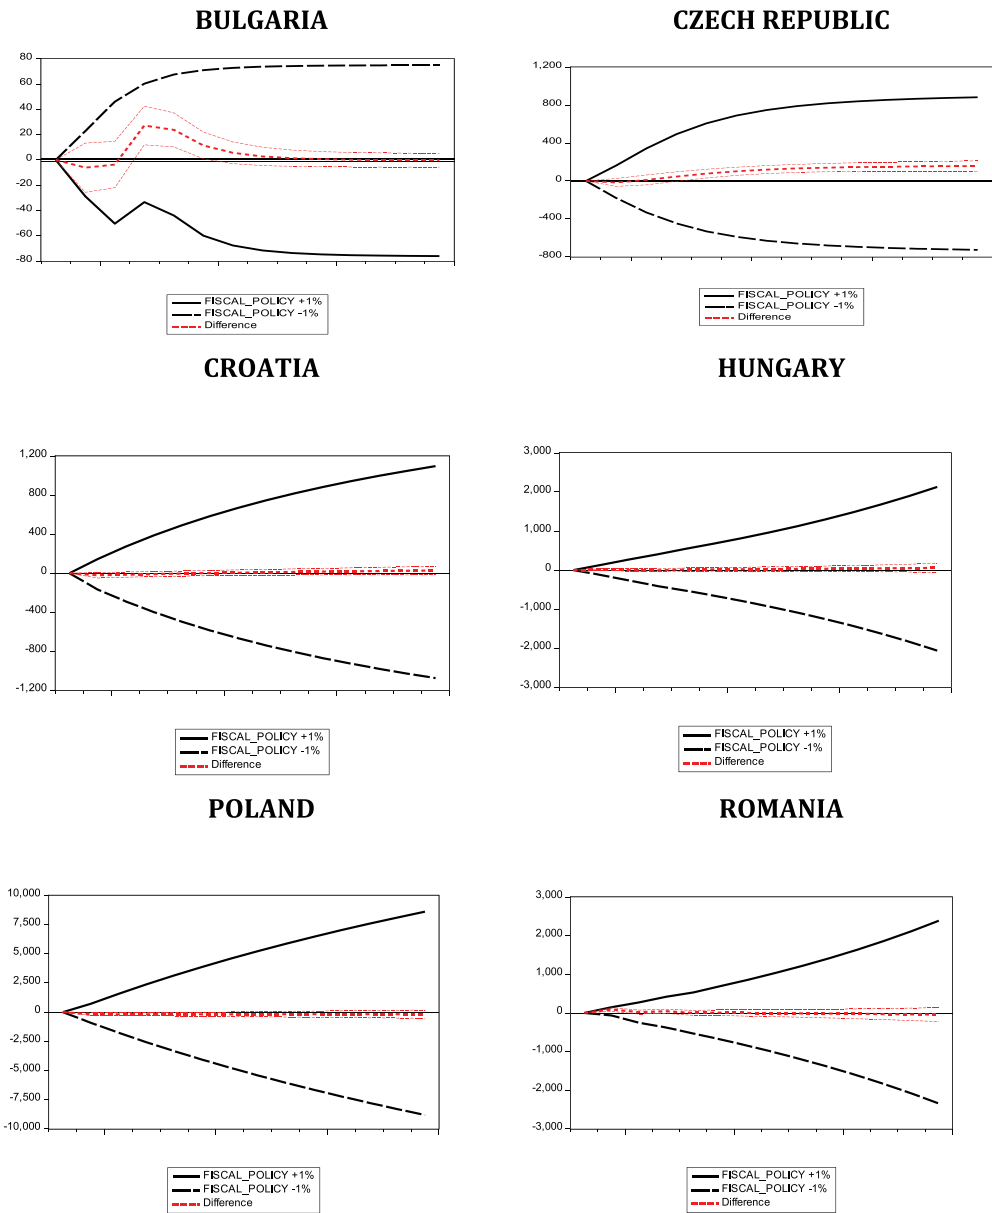 BULGARIA
80
60
40
20
0
-20
-40
-60
-80
FISCAL_POLICY +1%
FISCAL_POLICY -1%
Difference
CZECH REPUBLIC
1,200
800
400
0
-400
-800
FISCAL_POLICY +1%
FISCAL_POLICY -1%
Difference
CROATIA
1,200
800
400
0
-400
-800
-1,200
FISCAL_POLICY +1%
FISCAL_POLICY -1%
Difference
HUNGARY
3,000
2,000
1,000
0
-1,000
-2,000
-3,000
FISCAL_POLICY +1%
FISCAL_POLICY -1%
Difference
POLAND
10,000
7,500
5,000
2,500
0
-2,500
-5,000
-7,500
-10,000
FISCAL_POLICY +1%
FISCAL_POLICY -1%
Difference
ROMANIA
3,000
2,000
1,000
0
-1,000
-2,000
-3,000
FISCAL_POLICY +1%
FISCAL_POLICY -1%
Difference